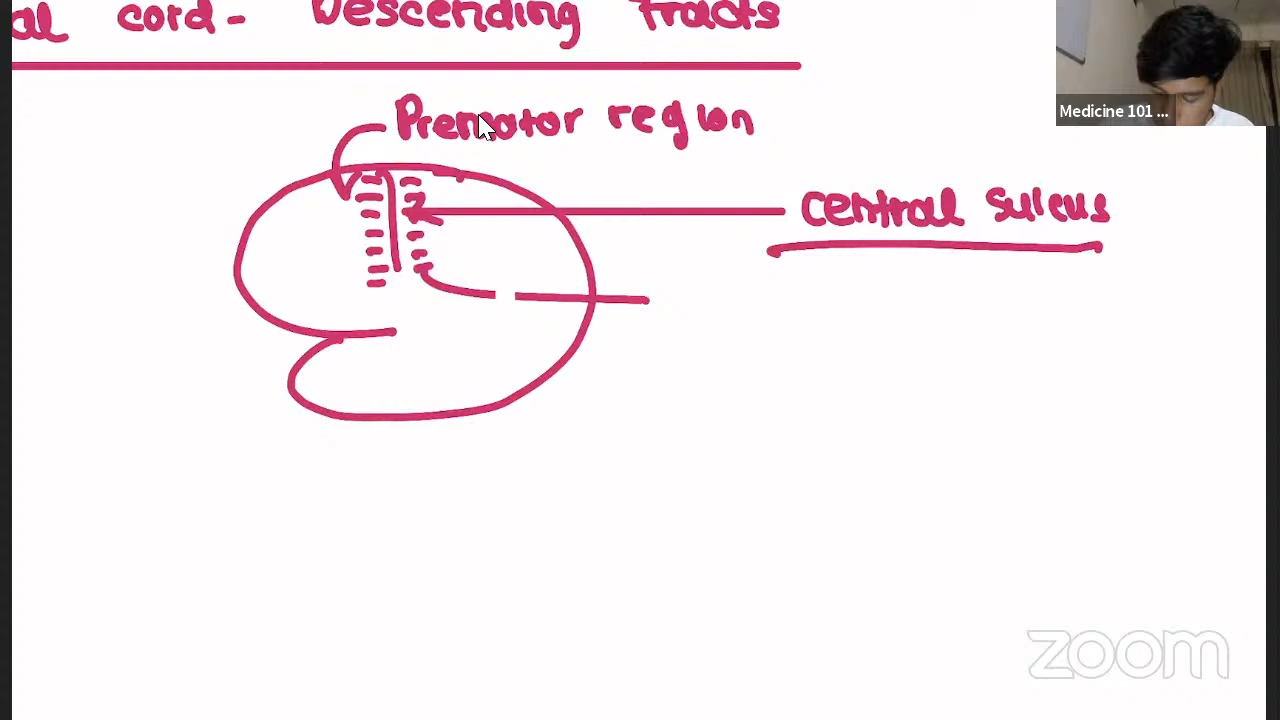 al cord- Descending Tracts
Premotor region
Medicine 101 ...
central sulcus
zoom